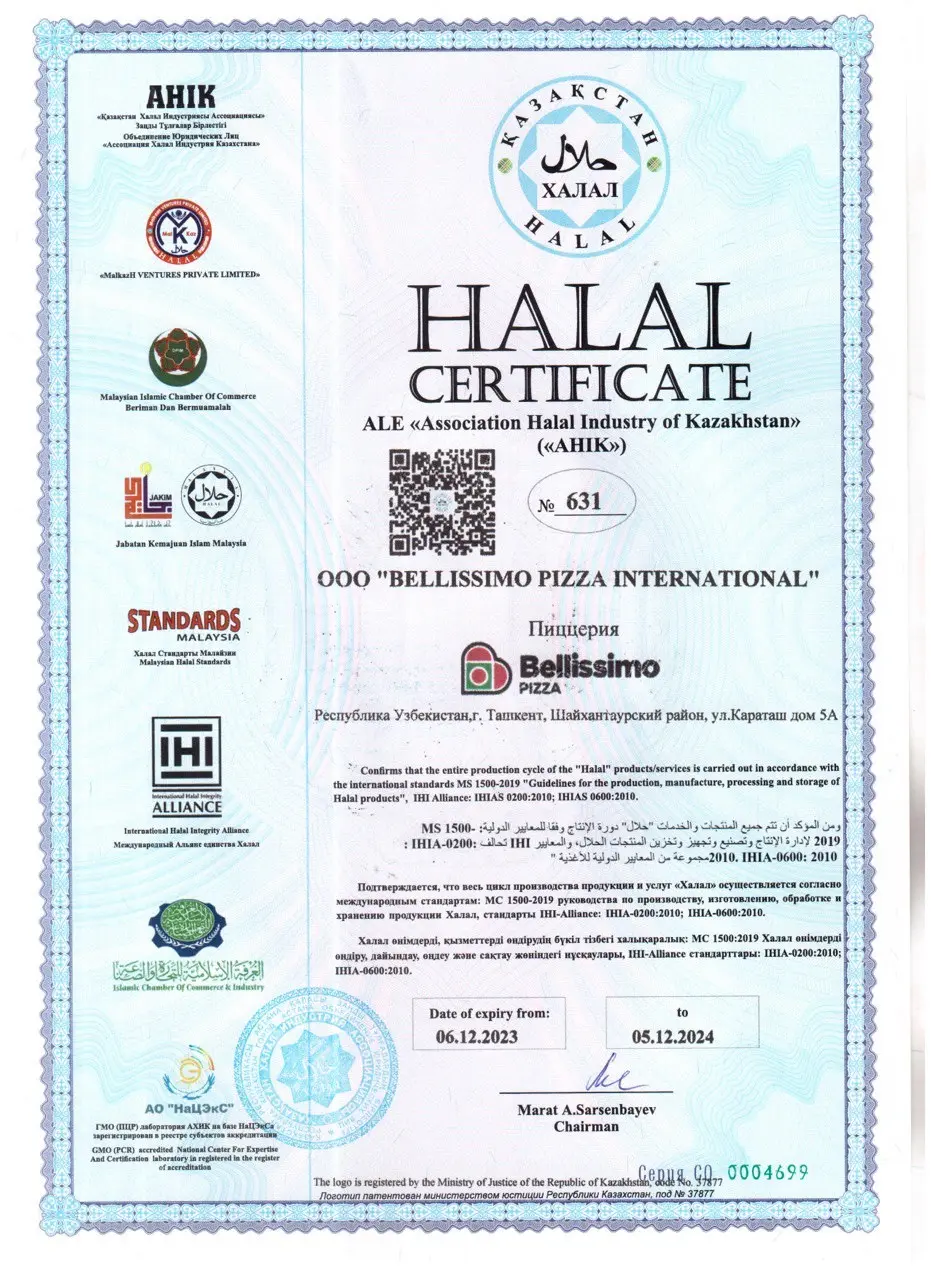 АНІК
«Қазақстан Халал Индустриясы Ассоциациясы»
Заңды Тұлғалар Бірлестігі
Объединение Юридических Лиц
«Ассоциация Халал Индустрия Казахстана»
HALAL
«MalkazH VENTURES PRIVATE LIMITED»
Malaysian Islamic Chamber Of Commerce
Beriman Dan Bermuamalah
JAKIM
حلال
HALAL
Jabatan Kemajuan Islam Malaysia
STANDARDS
MALAYSIA
Халал Стандарты Малайзии
Malaysian Halal Standards
IHI
International Halal Integrity
ALLIANCE
International Halal Integrity Alliance
Международный Альянс единства Халал
الغرفة الإسلامية للتجارة والصناعة
Islamic Chamber Of Commerce & Industry
АО "НаЦЭкС"
ГМО (ПЦР) лаборатория АХИК на базе НаЦЭкСа
зарегистрирован в реестре субъектов аккредитации
GMO (PCR) accredited National Center For Expertise
And Certification laboratory in registered in the register
of accreditation
ҚАЗАҚСТАН
حلال
ХАЛАЛ
HALAL
HALAL
CERTIFICATE
ALE «Association Halal Industry of Kazakhstan»
(«AHIK»)
№ 631
ООО "BELLISSIMO PIZZA INTERNATIONAL"
Пиццерия
Bellissimo
PIZZA
Республика Узбекистан,г. Ташкент, Шайхантаурский район, ул.Караташ дом 5А
Confirms that the entire production cycle of the "Halal" products/services is carried out in accordance with
the international standards MS 1500-2019 "Guidelines for the production, manufacture, processing and storage of
Halal products", IHI Alliance: IHIAS 0200:2010; IHIAS 0600:2010.
ومن المؤكد أن تتم جميع المنتجات والخدمات "حلال" دورة الإنتاج وفقا للمعايير الدولية: MS 1500-
2019 لإدارة الإنتاج وتصنيع وتجهيز وتخزين المنتجات الحلال، والمعايير IHI تحالف: IHIA-0200 :
2010. IHIA-0600: 2010مجموعة من المعايير الدولية للأغذية "
Подтверждается, что весь цикл производства продукции и услуг «Халал» осуществляется согласно
международным стандартам: МС 1500-2019 руководства по производству, изготовлению, обработке и
хранению продукции Халал, стандарты IHI-Alliance: IHIA-0200:2010; IHIA-0600:2010.
Халал өнімдерді, қызметтерді өндірудің бүкіл тізбегі халықаралық: МС 1500:2019 Халал өнімдерді
өндіру, дайындау, өңдеу және сақтау жөніндегі нұсқаулары, IHI-Alliance стандарттары: IHIA-0200:2010;
IHIA-0600:2010.
Date of expiry from:
06.12.2023
to
05.12.2024
Marat A.Sarsenbayev
Chairman
Серия CO 0004699
The logo is registered by the Ministry of Justice of the Republic of Kazakhstan, code No. 37877
Логотип патентован министерством юстиции Республики Казахстан, под № 37877